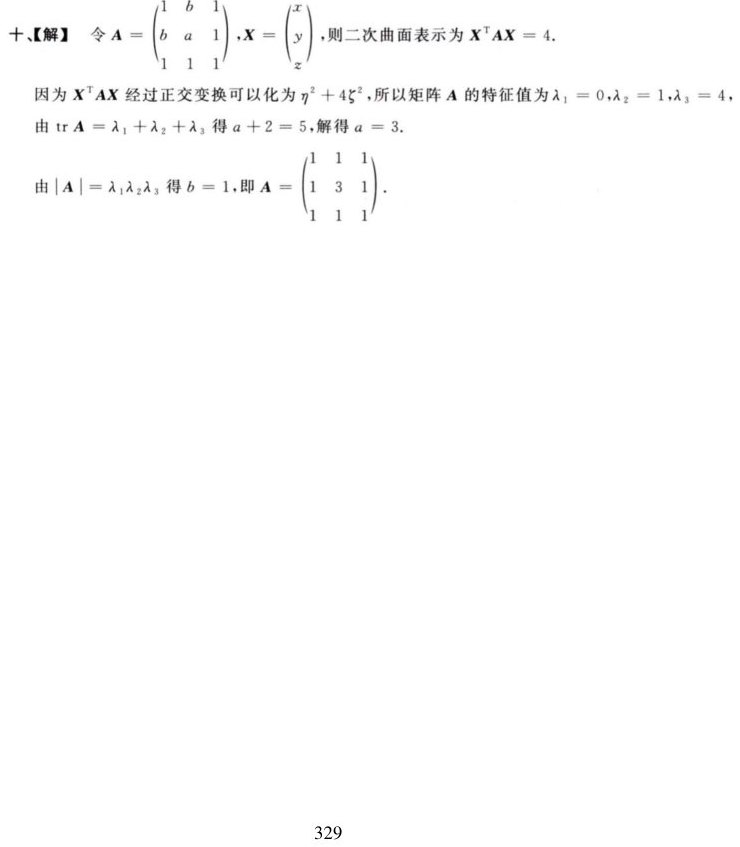 十、【解】 令 A = (1 b 1; b a 1; 1 1 1), X = (x; y; z), 则二次曲面表示为 XᵀAX = 4.
因为 XᵀAX 经过正交变换可以化为 η² + 4ζ², 所以矩阵 A 的特征值为 λ₁ = 0, λ₂ = 1, λ₃ = 4,
由 tr A = λ₁ + λ₂ + λ₃ 得 a + 2 = 5, 解得 a = 3.
由 |A| = λ₁λ₂λ₃ 得 b = 1, 即 A = (1 1 1; 1 3 1; 1 1 1).
329